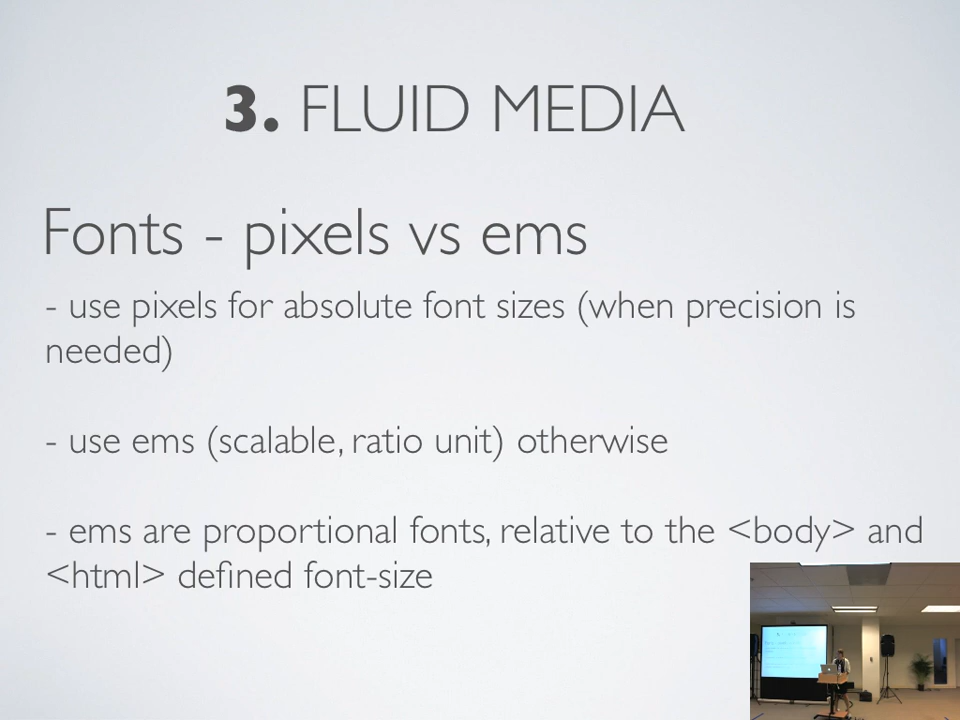 3. FLUID MEDIA
Fonts - pixels vs ems
- use pixels for absolute font sizes (when precision is
needed)
- use ems (scalable, ratio unit) otherwise
- ems are proportional fonts, relative to the <body> and
<html> defined font-size